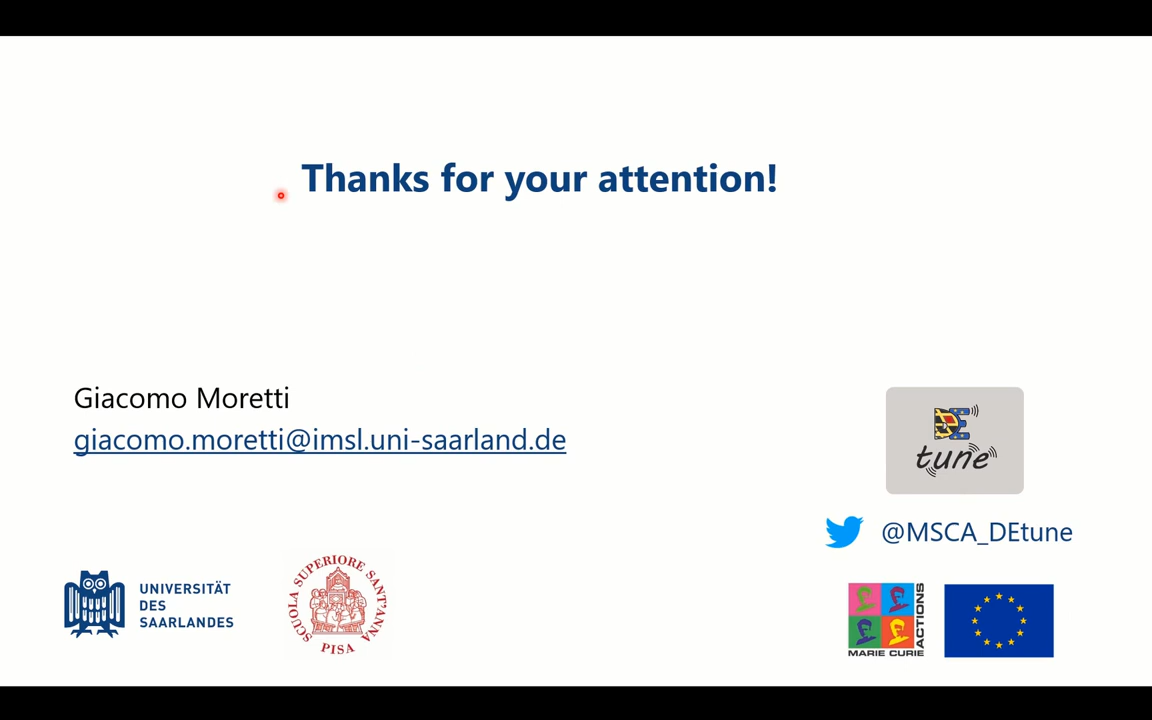 Thanks for your attention!
Giacomo Moretti
giacomo.moretti@imsl.uni-saarland.de
DE
tune
@MSCA_DEtune
UNIVERSITÄT
DES
SAARLANDES
SCUOLA SUPERIORE SANT'ANNA
PISA
MARIE CURIE
ACTIONS